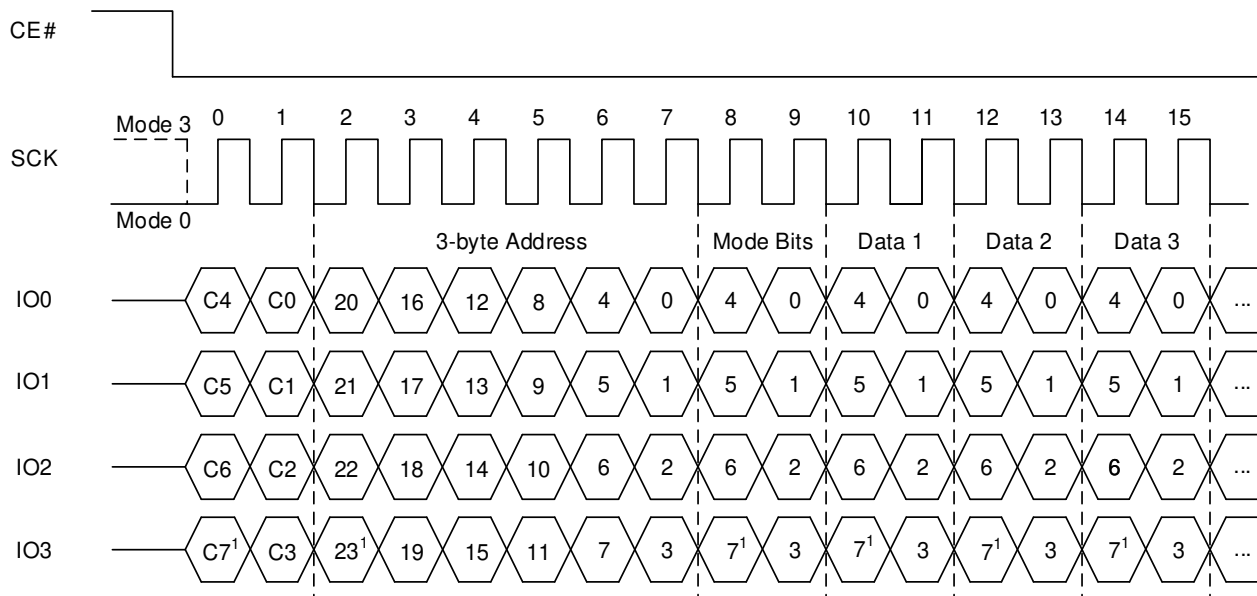 CE#
0 1 2 3 4 5 6 7 8 9 10 11 12 13 14 15
Mode 3
SCK
Mode 0
3-byte Address Mode Bits Data 1 Data 2 Data 3
IO0 C4 C0 20 16 12 8 4 0 4 0 4 0 4 0 4 0 ...
IO1 C5 C1 21 17 13 9 5 1 5 1 5 1 5 1 5 1 ...
IO2 C6 C2 22 18 14 10 6 2 6 2 6 2 6 2 6 2 ...
IO3 C7¹ C3 23¹ 19 15 11 7 3 7¹ 3 7¹ 3 7¹ 3 7¹ 3 ...